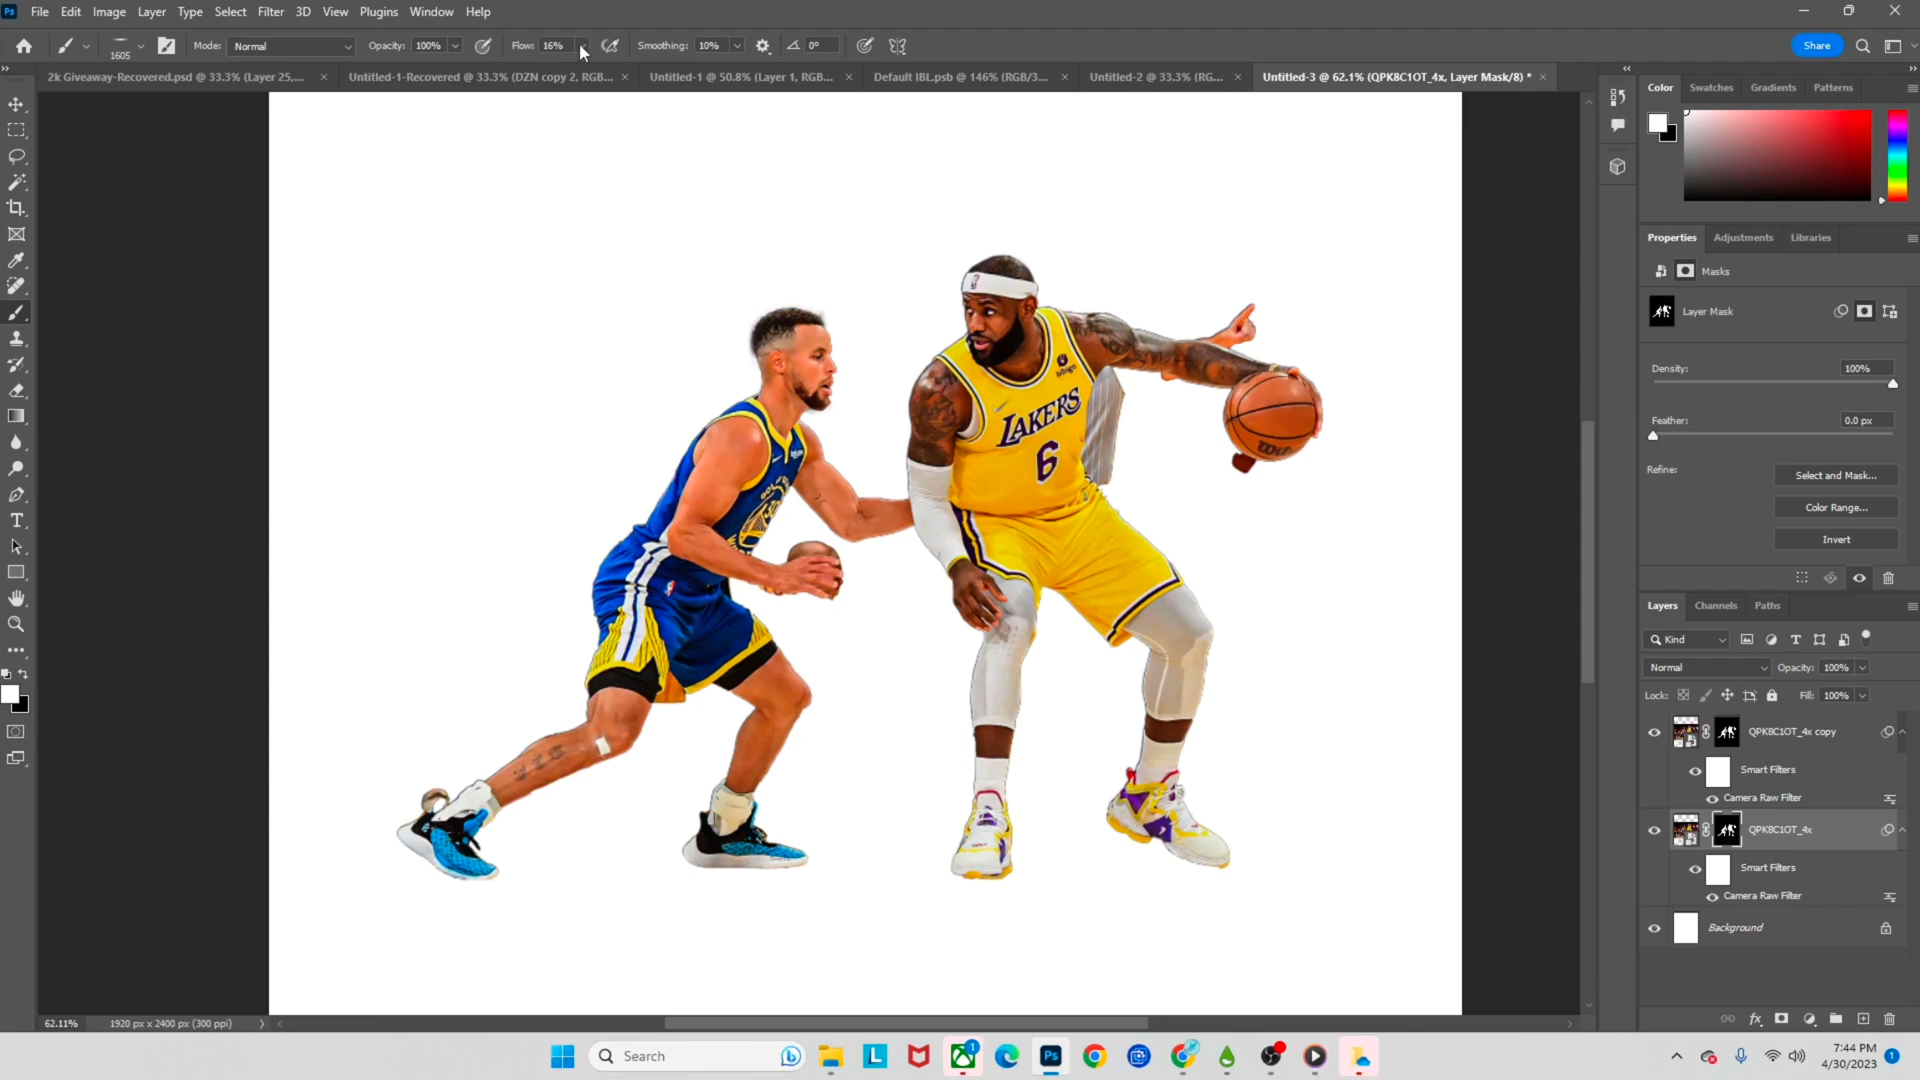 Ps File Edit Image Layer Type Select Filter 3D View Plugins Window Help
1605 Mode: Normal Opacity: 100% Flow: 16% Smoothing: 10% 0° Share
2k Giveaway-Recovered.psd @ 33.3% (Layer 25,... × Untitled-1-Recovered @ 33.3% (DZN copy 2, RGB... × Untitled-1 @ 50.8% (Layer 1, RGB... × Default IBL.psb @ 146% (RGB/3... × Untitled-2 @ 33.3% (RG... × Untitled-3 @ 62.1% (QPK8C1OT_4x, Layer Mask/8) * ×
Color Swatches Gradients Patterns
Properties Adjustments Libraries
Masks
Layer Mask
Density: 100%
Feather: 0.0 px
Refine: Select and Mask...
Color Range...
Invert
bibigo
LAKERS
6
Layers Channels Paths
Kind
Normal Opacity: 100%
Lock: Fill: 100%
QPK8C1OT_4x copy
Smart Filters
Camera Raw Filter
QPK8C1OT_4x
Smart Filters
Camera Raw Filter
Background
62.11% 1920 px x 2400 px (300 ppi)
Search
1
Ps
7:44 PM
4/30/2023
1